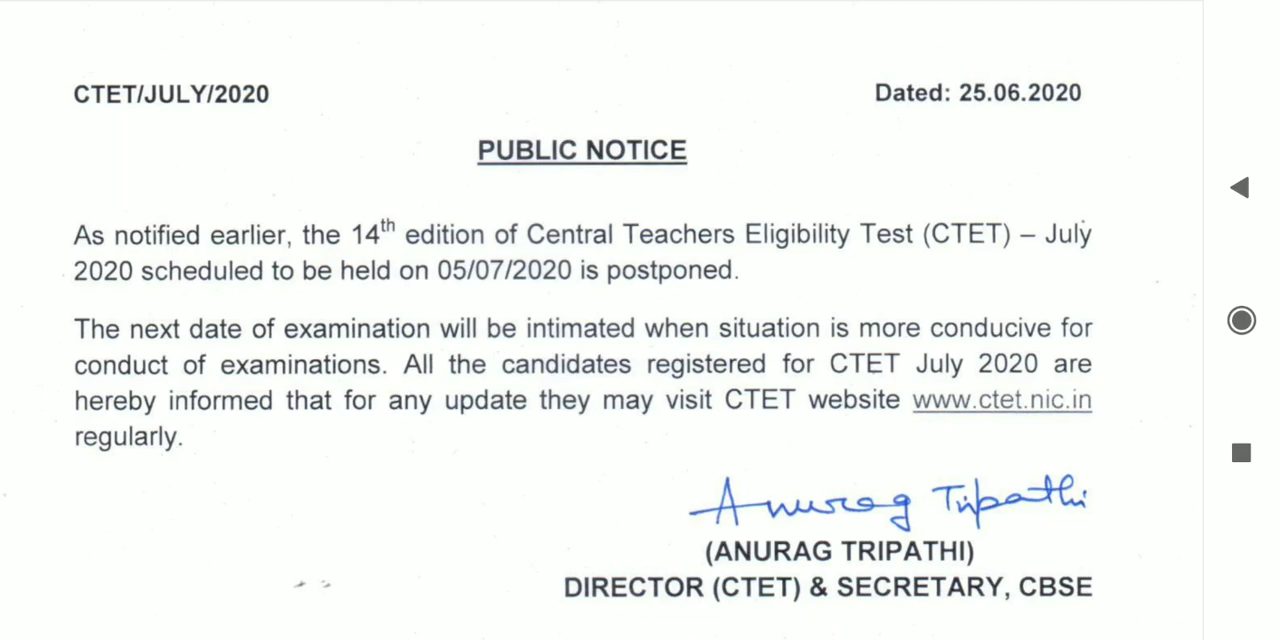 CTET/JULY/2020 Dated: 25.06.2020
PUBLIC NOTICE
As notified earlier, the 14th edition of Central Teachers Eligibility Test (CTET) – July
2020 scheduled to be held on 05/07/2020 is postponed.
The next date of examination will be intimated when situation is more conducive for
conduct of examinations. All the candidates registered for CTET July 2020 are
hereby informed that for any update they may visit CTET website www.ctet.nic.in
regularly.
Anurag Tripathi
(ANURAG TRIPATHI)
DIRECTOR (CTET) & SECRETARY, CBSE